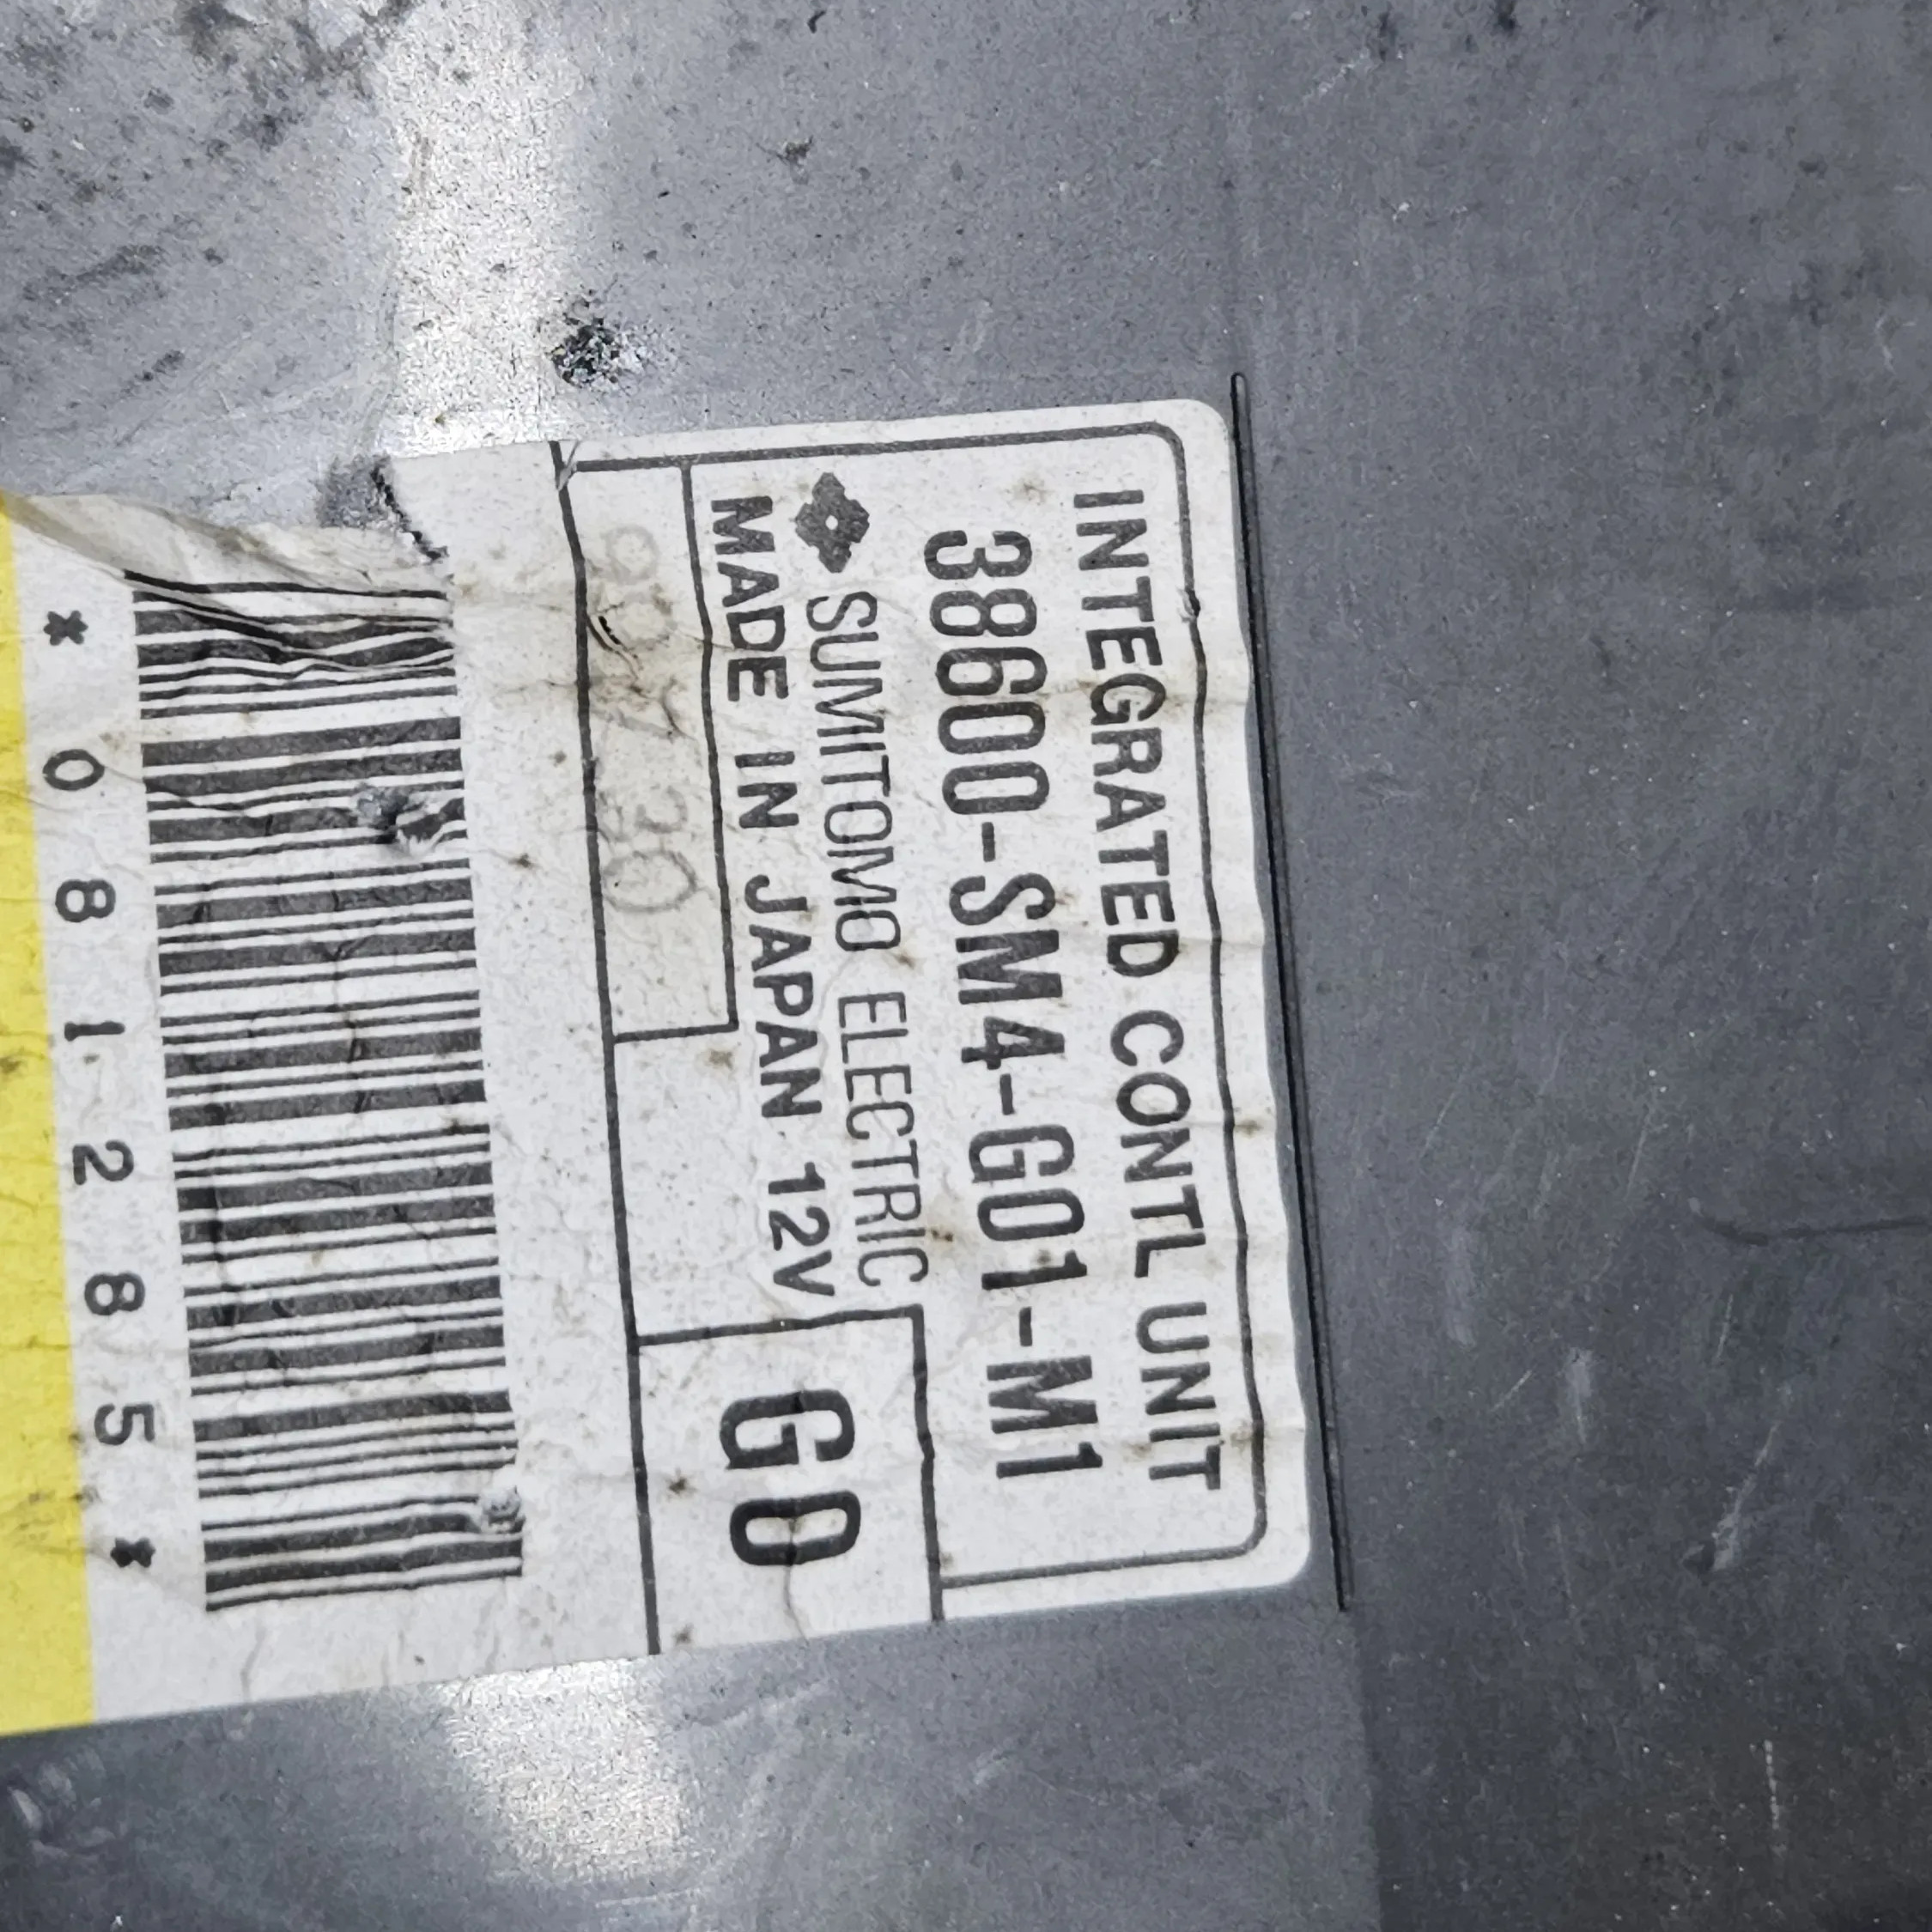 INTEGRATED CONTL UNIT
38600-SM4-G01-M1
SUMITOMO ELECTRIC
MADE IN JAPAN 12V
G0
* 0 8 1 2 8 5 *